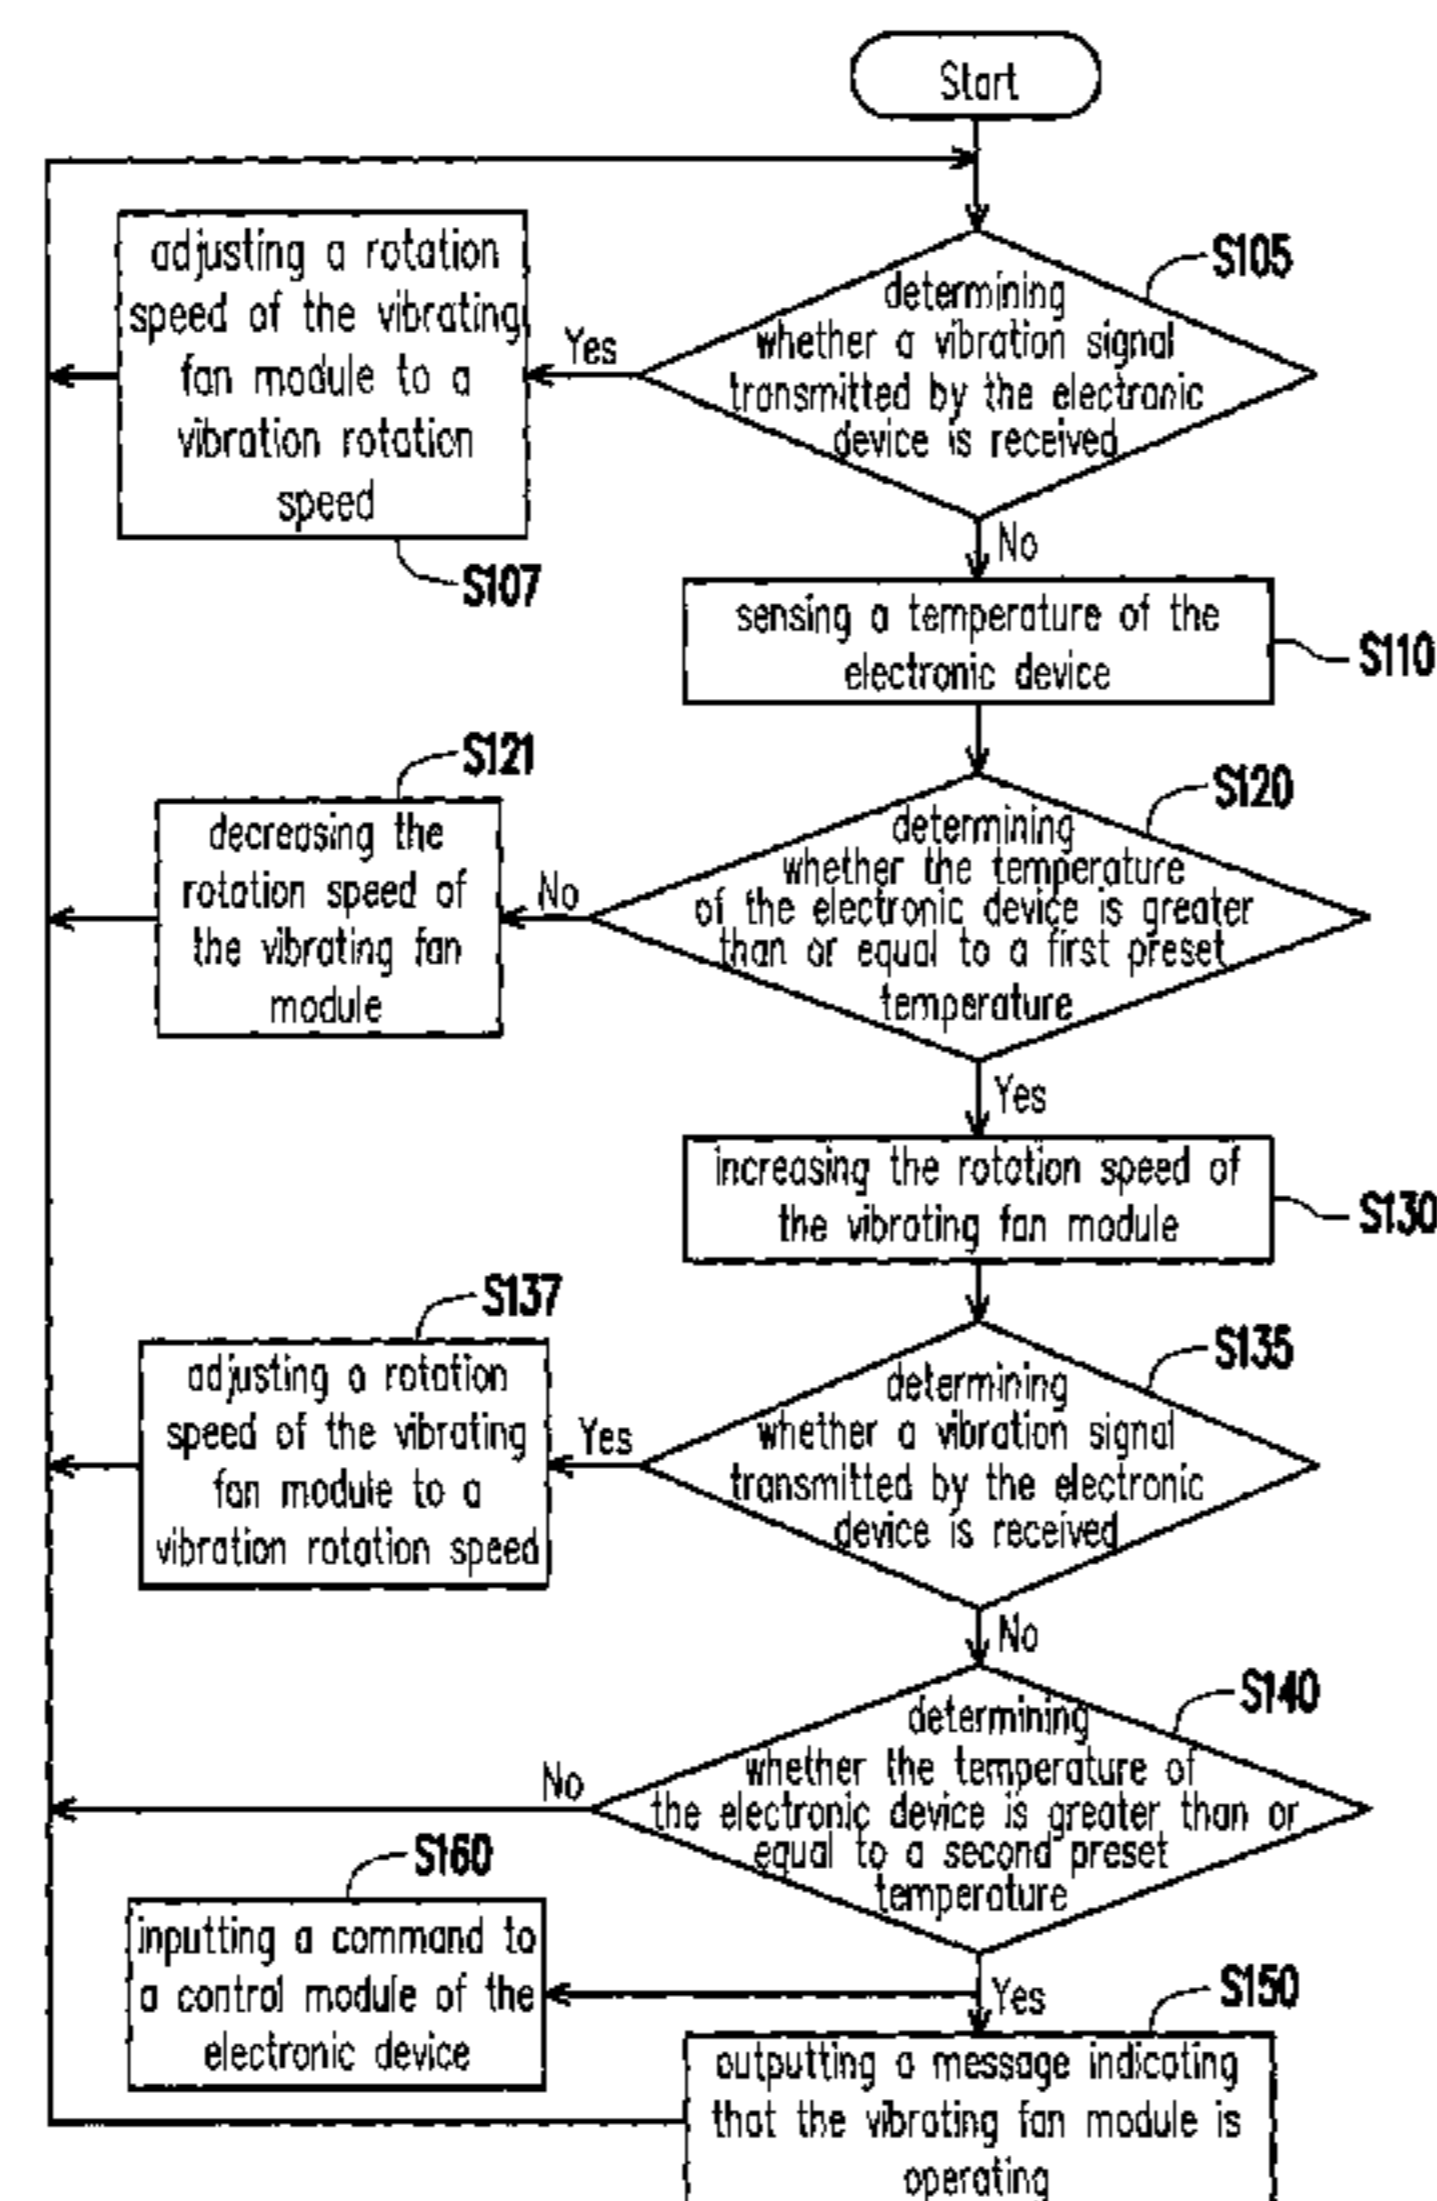 Start
S105
determining
whether a vibration signal
transmitted by the electronic
device is received
Yes
adjusting a rotation
speed of the vibrating
fan module to a
vibration rotation
speed
S107
No
sensing a temperature of the
electronic device
S110
S120
determining
whether the temperature
of the electronic device is greater
than or equal to a first preset
temperature
No
S121
decreasing the
rotation speed of
the vibrating fan
module
Yes
increasing the rotation speed of
the vibrating fan module
S130
S135
determining
whether a vibration signal
transmitted by the electronic
device is received
Yes
S137
adjusting a rotation
speed of the vibrating
fan module to a
vibration rotation speed
No
S140
determining
whether the temperature of
the electronic device is greater than or
equal to a second preset
temperature
No
S160
inputting a command to
a control module of the
electronic device
Yes
S150
outputting a message indicating
that the vibrating fan module is
operating